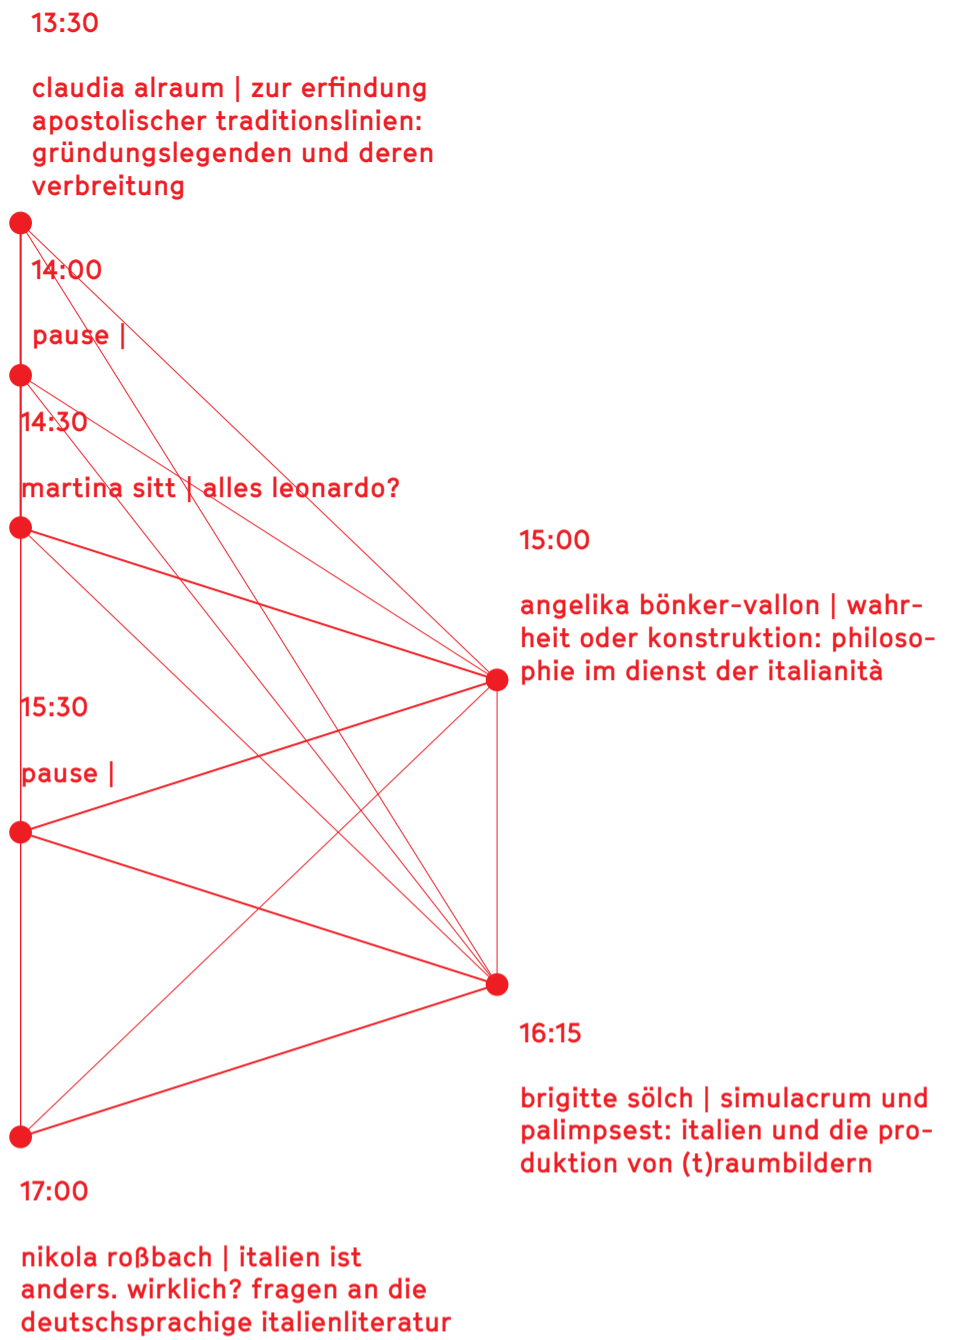 13:30
claudia alraum | zur erfindung
apostolischer traditionslinien:
gründungslegenden und deren
verbreitung
14:00
pause |
14:30
martina sitt | alles leonardo?
15:00
angelika bönker-vallon | wahr-
heit oder konstruktion: philoso-
phie im dienst der italianità
15:30
pause |
16:15
brigitte sölch | simulacrum und
palimpsest: italien und die pro-
duktion von (t)raumbildern
17:00
nikola roßbach | italien ist
anders. wirklich? fragen an die
deutschsprachige italienliteratur